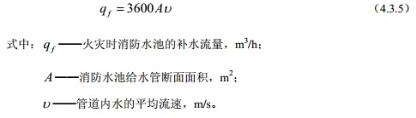 q_f = 3600Aυ (4.3.5)
式中：q_f ——火灾时消防水池的补水流量，m³/h；
A——消防水池给水管断面面积，m²；
υ——管道内水的平均流速，m/s。